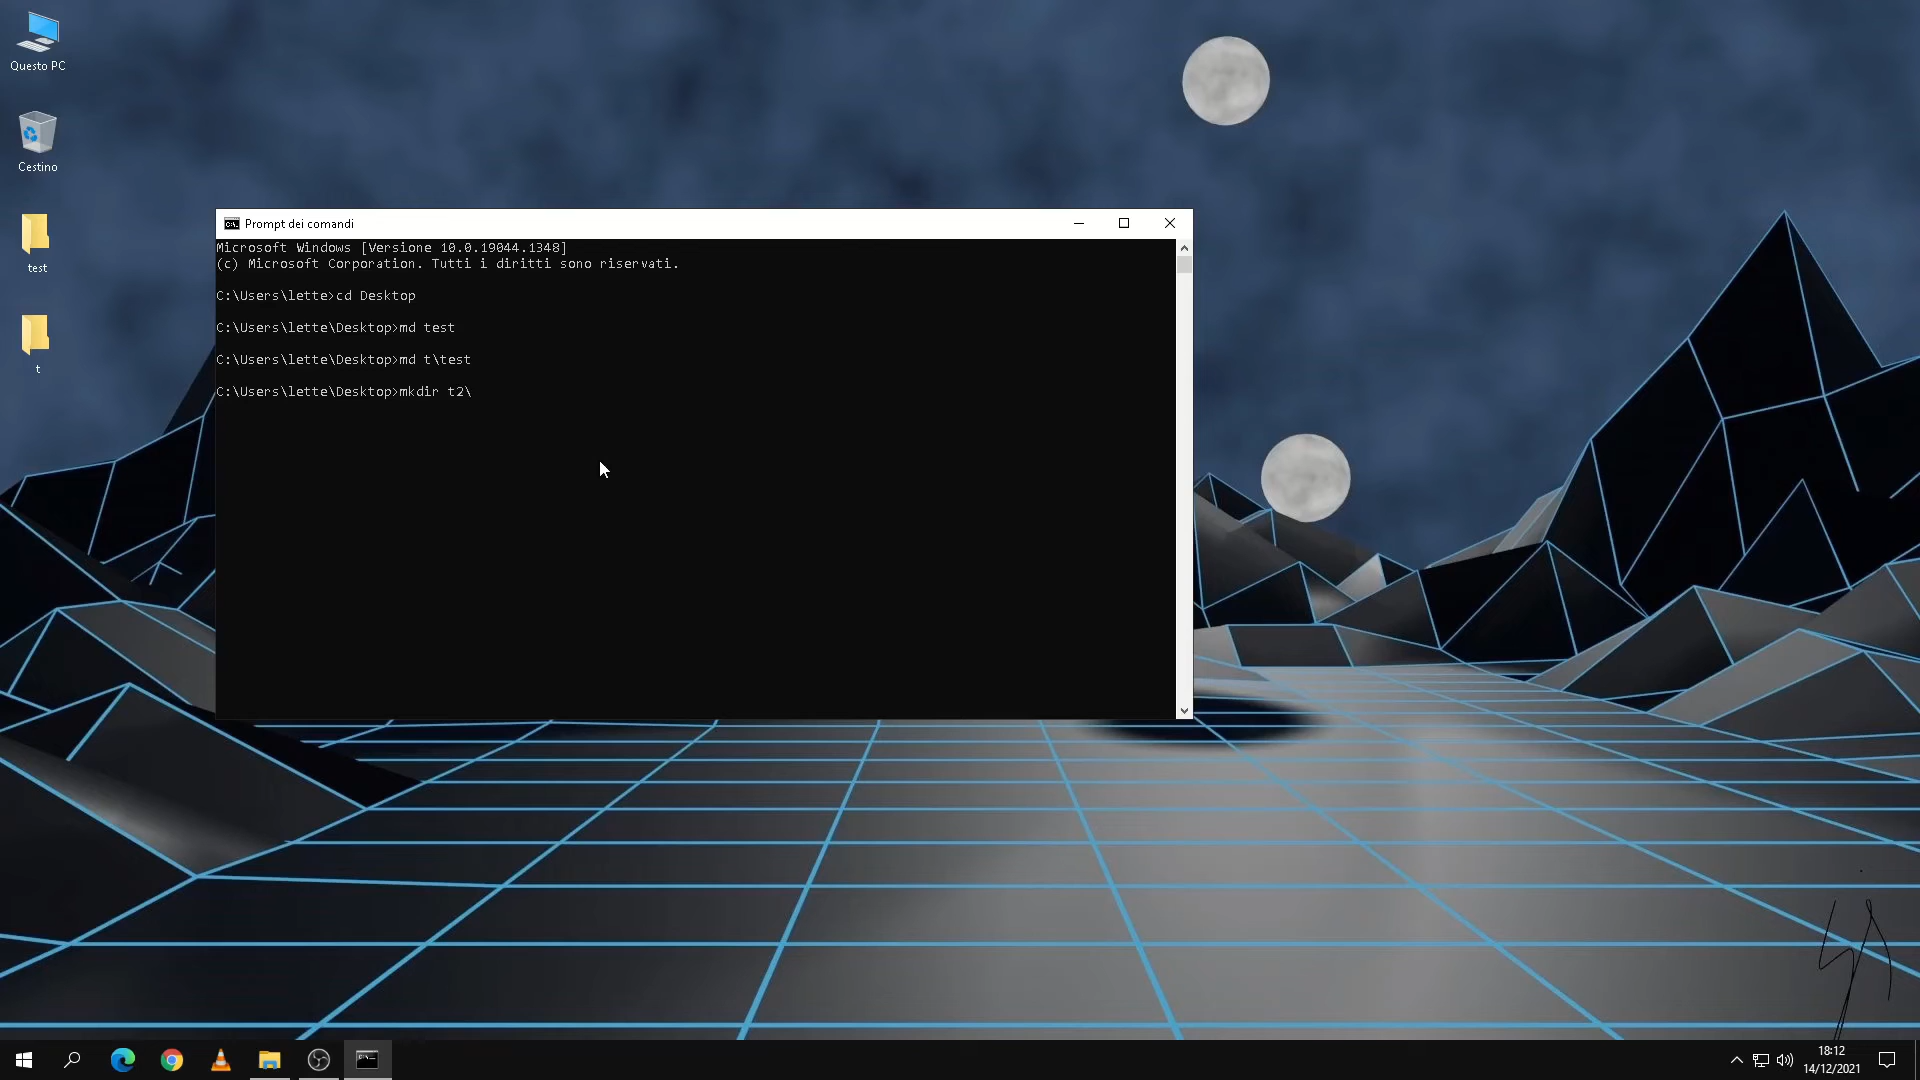 Questo PC
Cestino
test
t
Prompt dei comandi
Microsoft Windows [Versione 10.0.19044.1348]
(c) Microsoft Corporation. Tutti i diritti sono riservati.
C:\Users\lette>cd Desktop
C:\Users\lette\Desktop>md test
C:\Users\lette\Desktop>md t\test
C:\Users\lette\Desktop>mkdir t2\
18:12
14/12/2021